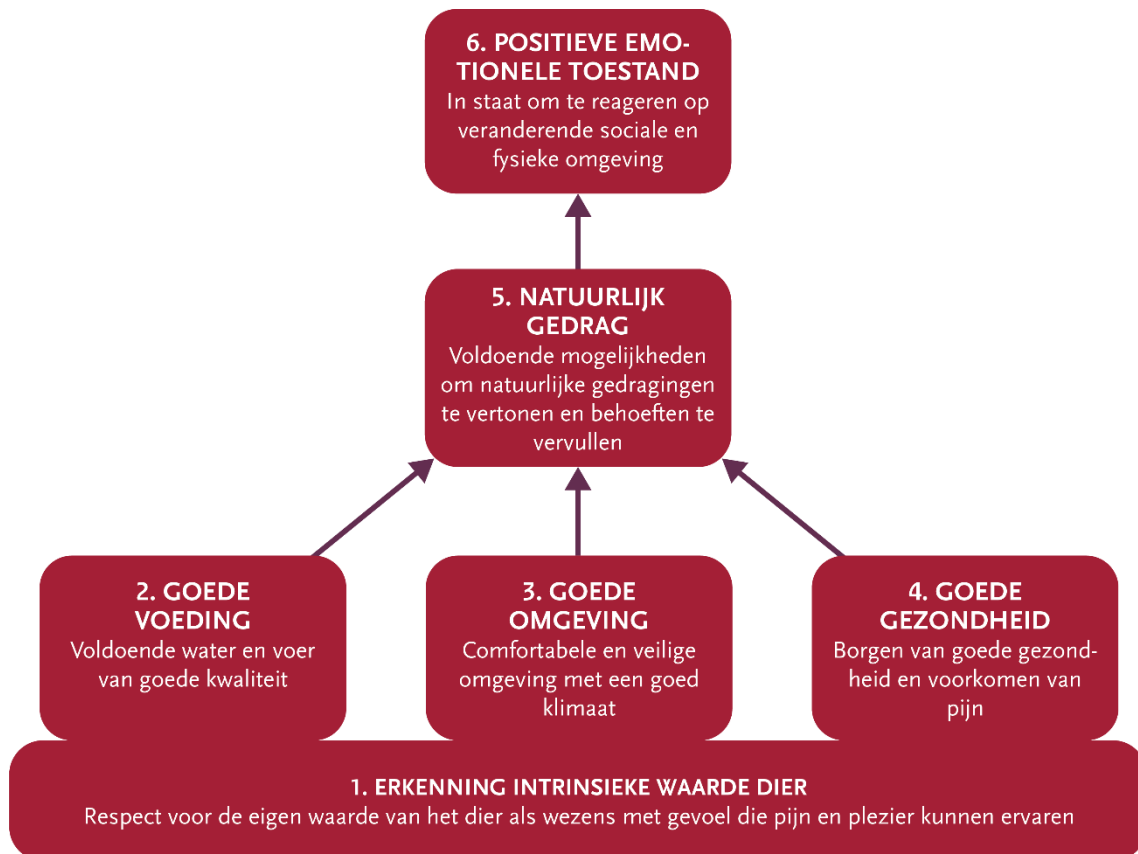 6. POSITIEVE EMO-
TIONELE TOESTAND
In staat om te reageren op
veranderende sociale en
fysieke omgeving
5. NATUURLIJK
GEDRAG
Voldoende mogelijkheden
om natuurlijke gedragingen
te vertonen en behoeften te
vervullen
2. GOEDE
VOEDING
Voldoende water en voer
van goede kwaliteit
3. GOEDE
OMGEVING
Comfortabele en veilige
omgeving met een goed
klimaat
4. GOEDE
GEZONDHEID
Borgen van goede gezond-
heid en voorkomen van
pijn
1. ERKENNING INTRINSIEKE WAARDE DIER
Respect voor de eigen waarde van het dier als wezens met gevoel die pijn en plezier kunnen ervaren